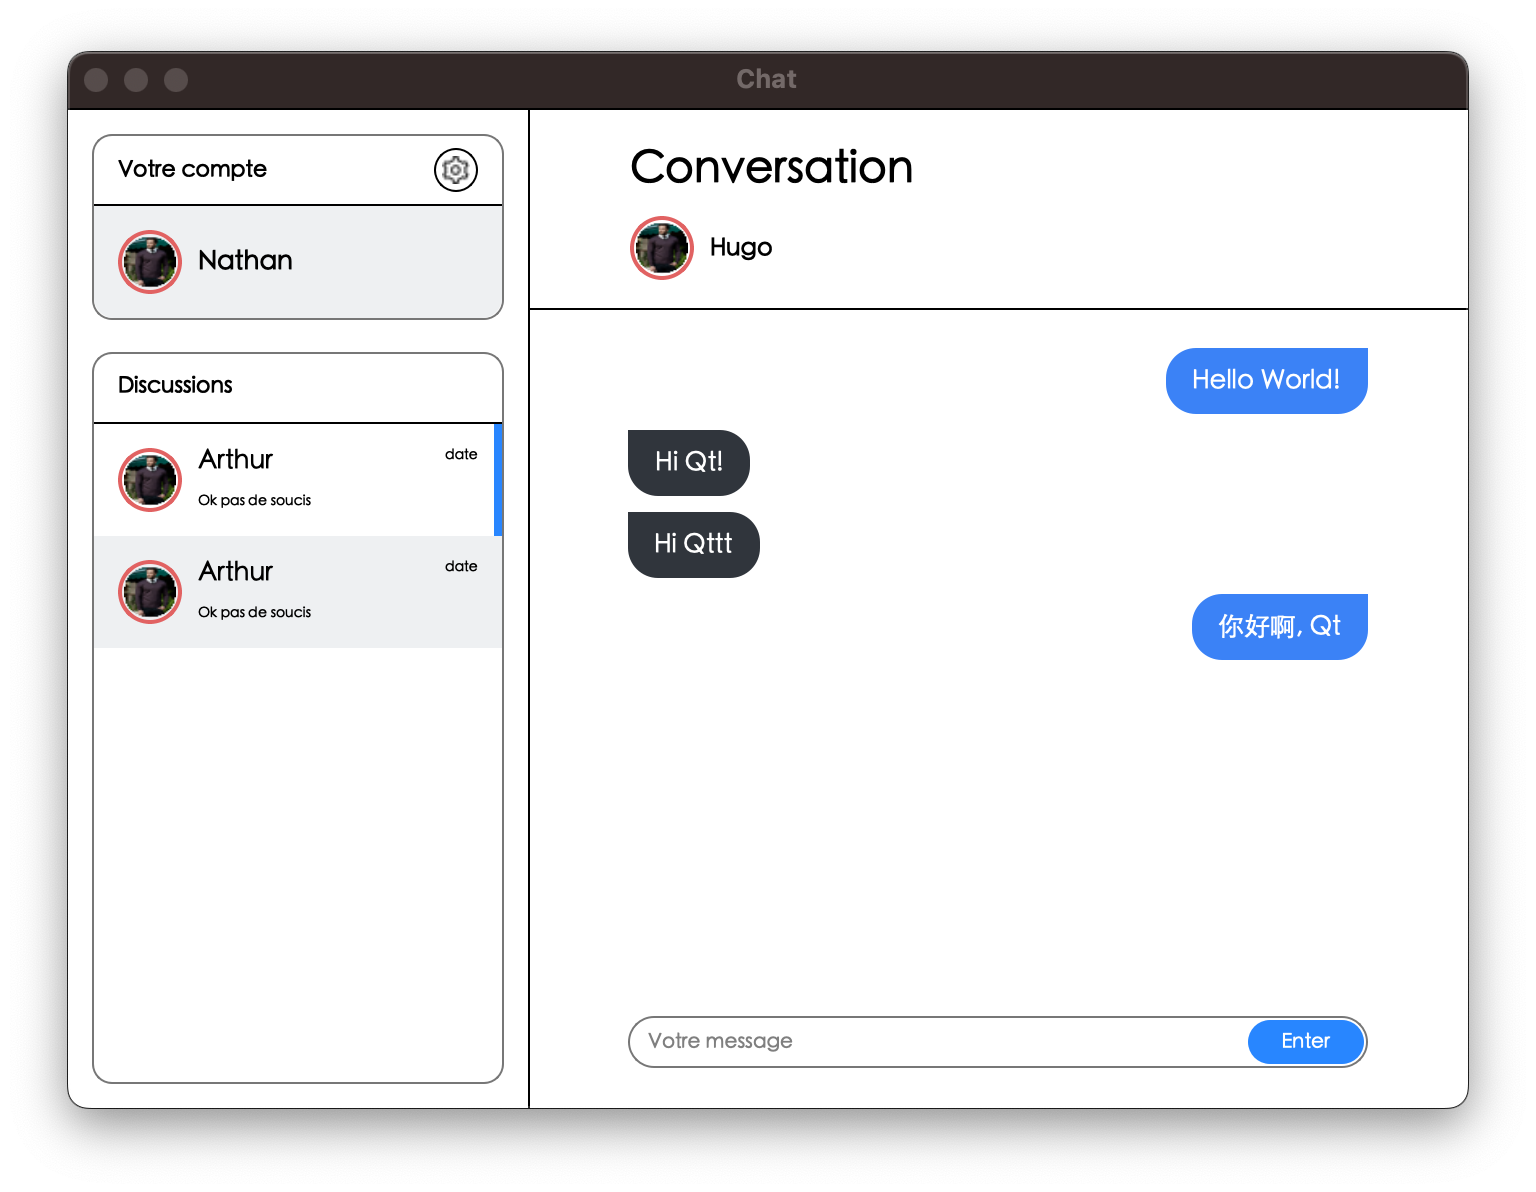 Chat
Votre compte
Nathan
Discussions
Arthur
date
Ok pas de soucis
Arthur
date
Ok pas de soucis
Conversation
Hugo
Hello World!
Hi Qt!
Hi Qttt
你好啊, Qt
Votre message
Enter